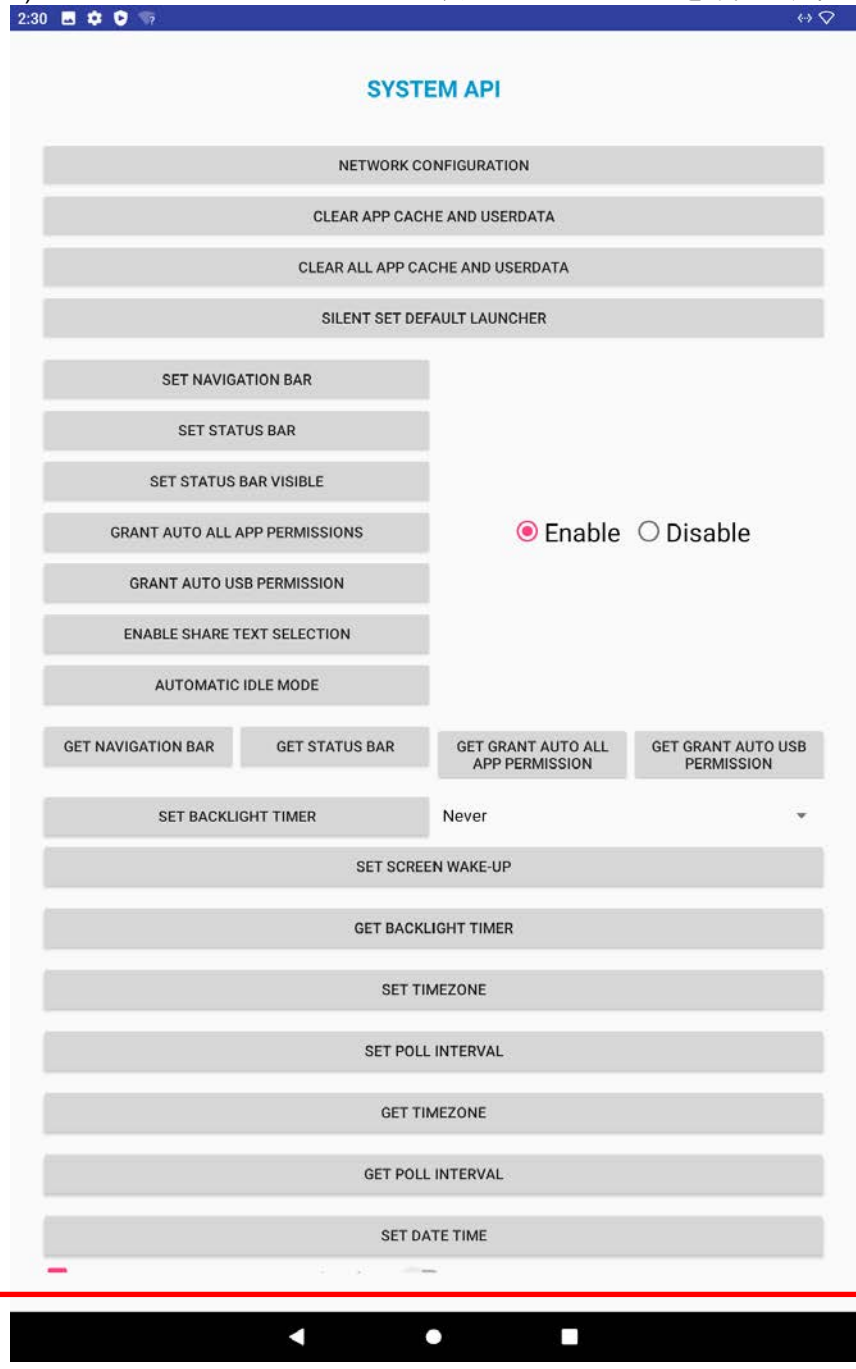 2:30
SYSTEM API
NETWORK CONFIGURATION
CLEAR APP CACHE AND USERDATA
CLEAR ALL APP CACHE AND USERDATA
SILENT SET DEFAULT LAUNCHER
SET NAVIGATION BAR
SET STATUS BAR
SET STATUS BAR VISIBLE
GRANT AUTO ALL APP PERMISSIONS
Enable Disable
GRANT AUTO USB PERMISSION
ENABLE SHARE TEXT SELECTION
AUTOMATIC IDLE MODE
GET NAVIGATION BAR
GET STATUS BAR
GET GRANT AUTO ALL
APP PERMISSION
GET GRANT AUTO USB
PERMISSION
SET BACKLIGHT TIMER
Never
SET SCREEN WAKE-UP
GET BACKLIGHT TIMER
SET TIMEZONE
SET POLL INTERVAL
GET TIMEZONE
GET POLL INTERVAL
SET DATE TIME